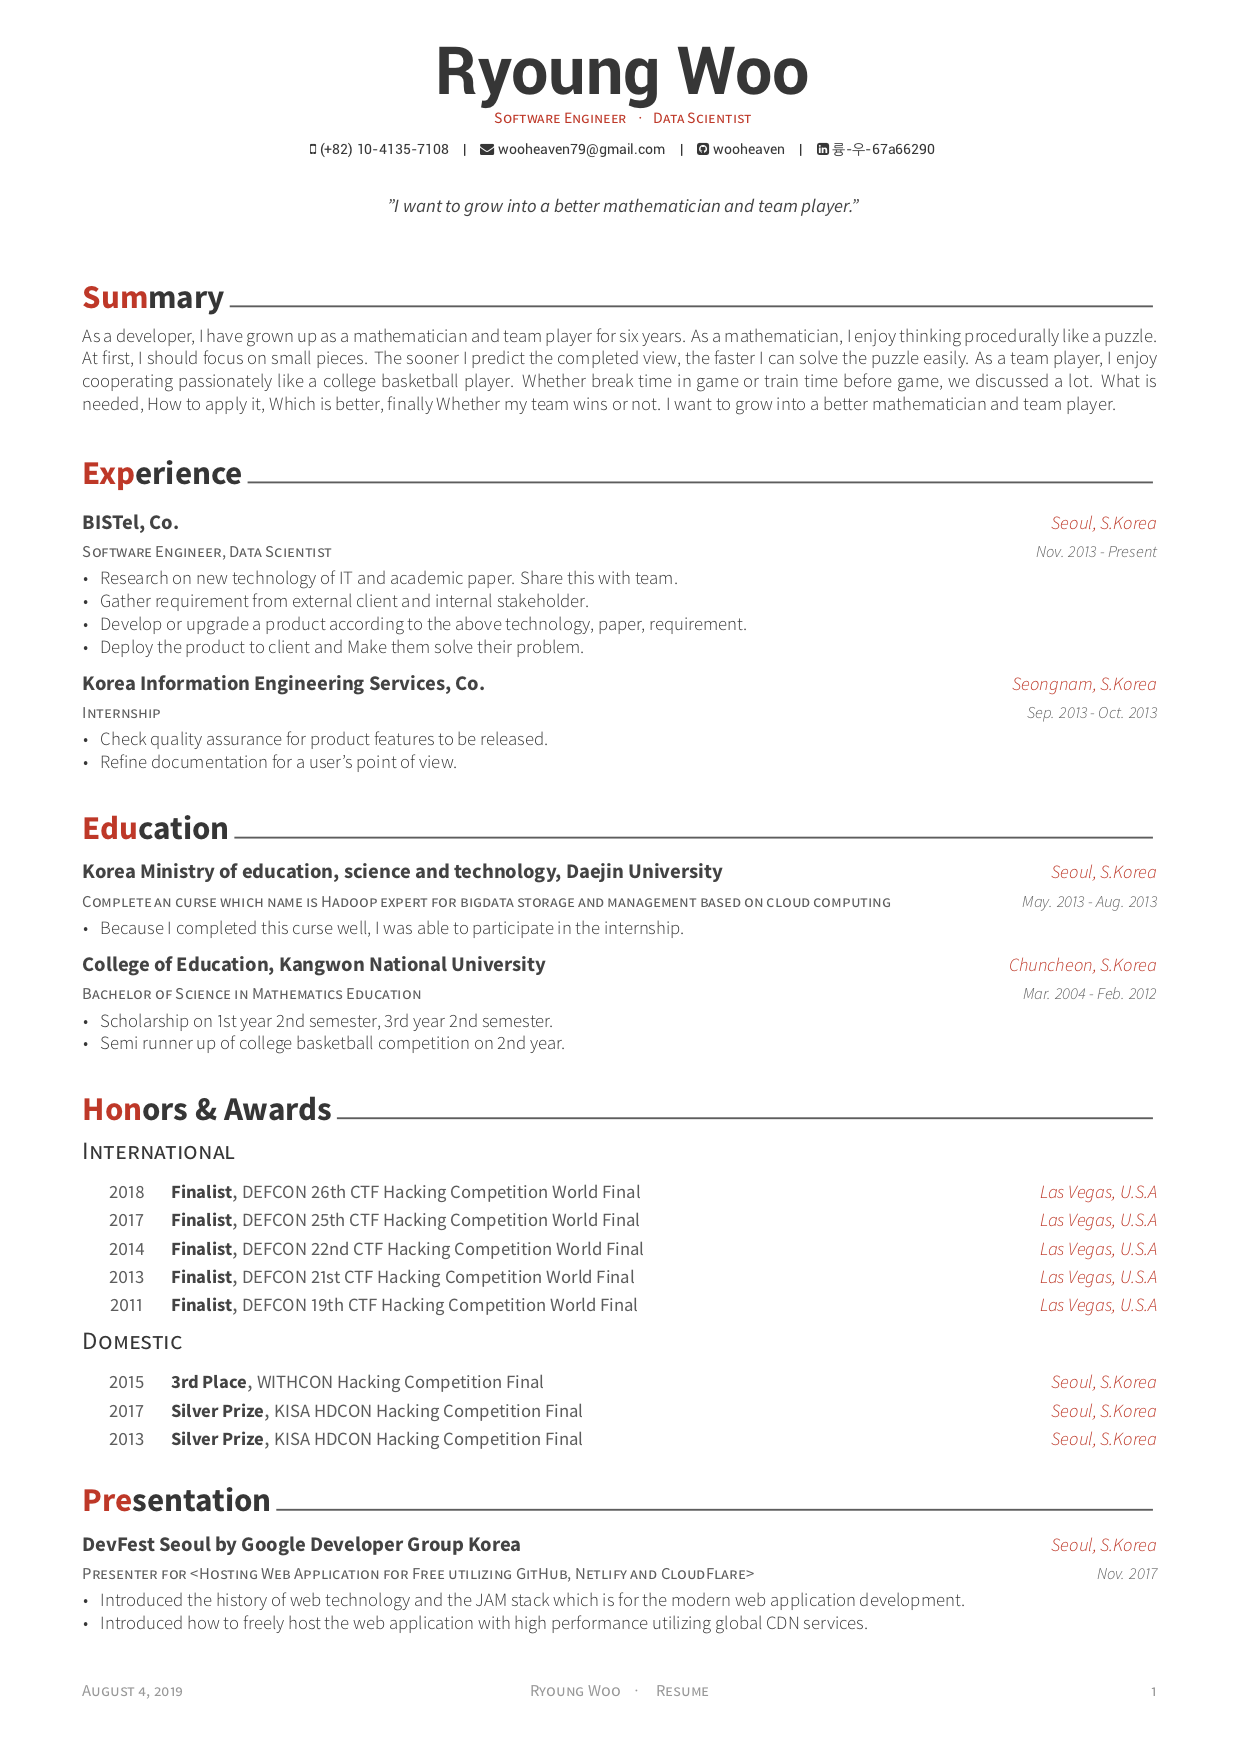 Ryoung Woo
Software Engineer · Data Scientist
(+82) 10-4135-7108 | wooheaven79@gmail.com | wooheaven | 륭-우-67a66290
”I want to grow into a better mathematician and team player.”
Summary
As a developer, I have grown up as a mathematician and team player for six years. As a mathematician, I enjoy thinking procedurally like a puzzle.
At first, I should focus on small pieces. The sooner I predict the completed view, the faster I can solve the puzzle easily. As a team player, I enjoy
cooperating passionately like a college basketball player. Whether break time in game or train time before game, we discussed a lot. What is
needed, How to apply it, Which is better, finally Whether my team wins or not. I want to grow into a better mathematician and team player.
Experience
BISTel, Co. Seoul, S.Korea
Software Engineer, Data Scientist Nov. 2013 - Present
• Research on new technology of IT and academic paper. Share this with team.
• Gather requirement from external client and internal stakeholder.
• Develop or upgrade a product according to the above technology, paper, requirement.
• Deploy the product to client and Make them solve their problem.
Korea Information Engineering Services, Co. Seongnam, S.Korea
Internship Sep. 2013 - Oct. 2013
• Check quality assurance for product features to be released.
• Refine documentation for a user’s point of view.
Education
Korea Ministry of education, science and technology, Daejin University Seoul, S.Korea
Complete an curse which name is Hadoop expert for bigdata storage and management based on cloud computing May. 2013 - Aug. 2013
• Because I completed this curse well, I was able to participate in the internship.
College of Education, Kangwon National University Chuncheon, S.Korea
Bachelor of Science in Mathematics Education Mar. 2004 - Feb. 2012
• Scholarship on 1st year 2nd semester, 3rd year 2nd semester.
• Semi runner up of college basketball competition on 2nd year.
Honors & Awards
International
2018 Finalist, DEFCON 26th CTF Hacking Competition World Final Las Vegas, U.S.A
2017 Finalist, DEFCON 25th CTF Hacking Competition World Final Las Vegas, U.S.A
2014 Finalist, DEFCON 22nd CTF Hacking Competition World Final Las Vegas, U.S.A
2013 Finalist, DEFCON 21st CTF Hacking Competition World Final Las Vegas, U.S.A
2011 Finalist, DEFCON 19th CTF Hacking Competition World Final Las Vegas, U.S.A
Domestic
2015 3rd Place, WITHCON Hacking Competition Final Seoul, S.Korea
2017 Silver Prize, KISA HDCON Hacking Competition Final Seoul, S.Korea
2013 Silver Prize, KISA HDCON Hacking Competition Final Seoul, S.Korea
Presentation
DevFest Seoul by Google Developer Group Korea Seoul, S.Korea
Presenter for <Hosting Web Application for Free utilizing GitHub, Netlify and CloudFlare> Nov. 2017
• Introduced the history of web technology and the JAM stack which is for the modern web application development.
• Introduced how to freely host the web application with high performance utilizing global CDN services.
August 4, 2019 Ryoung Woo · Resume 1